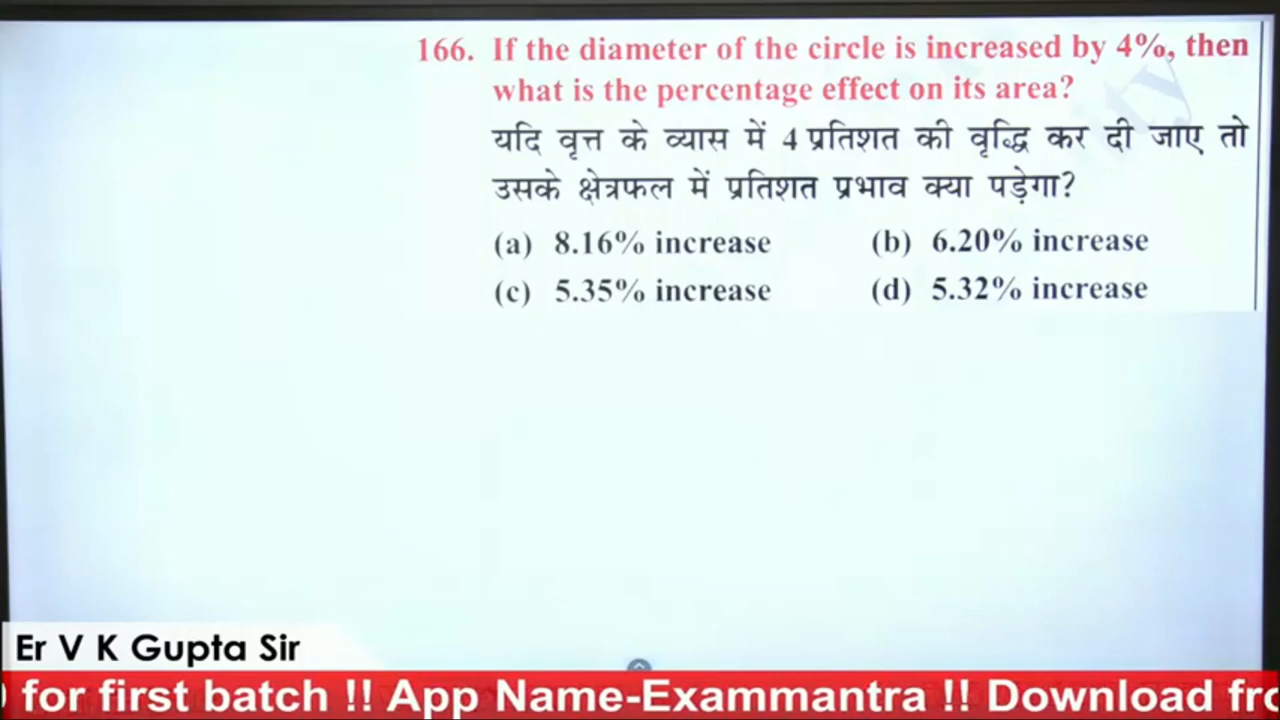 166. If the diameter of the circle is increased by 4%, then
what is the percentage effect on its area?
यदि वृत्त के व्यास में 4 प्रतिशत की वृद्धि कर दी जाए तो
उसके क्षेत्रफल में प्रतिशत प्रभाव क्या पड़ेगा?
(a) 8.16% increase (b) 6.20% increase
(c) 5.35% increase (d) 5.32% increase
Er V K Gupta Sir
for first batch !! App Name-Exammantra !! Download